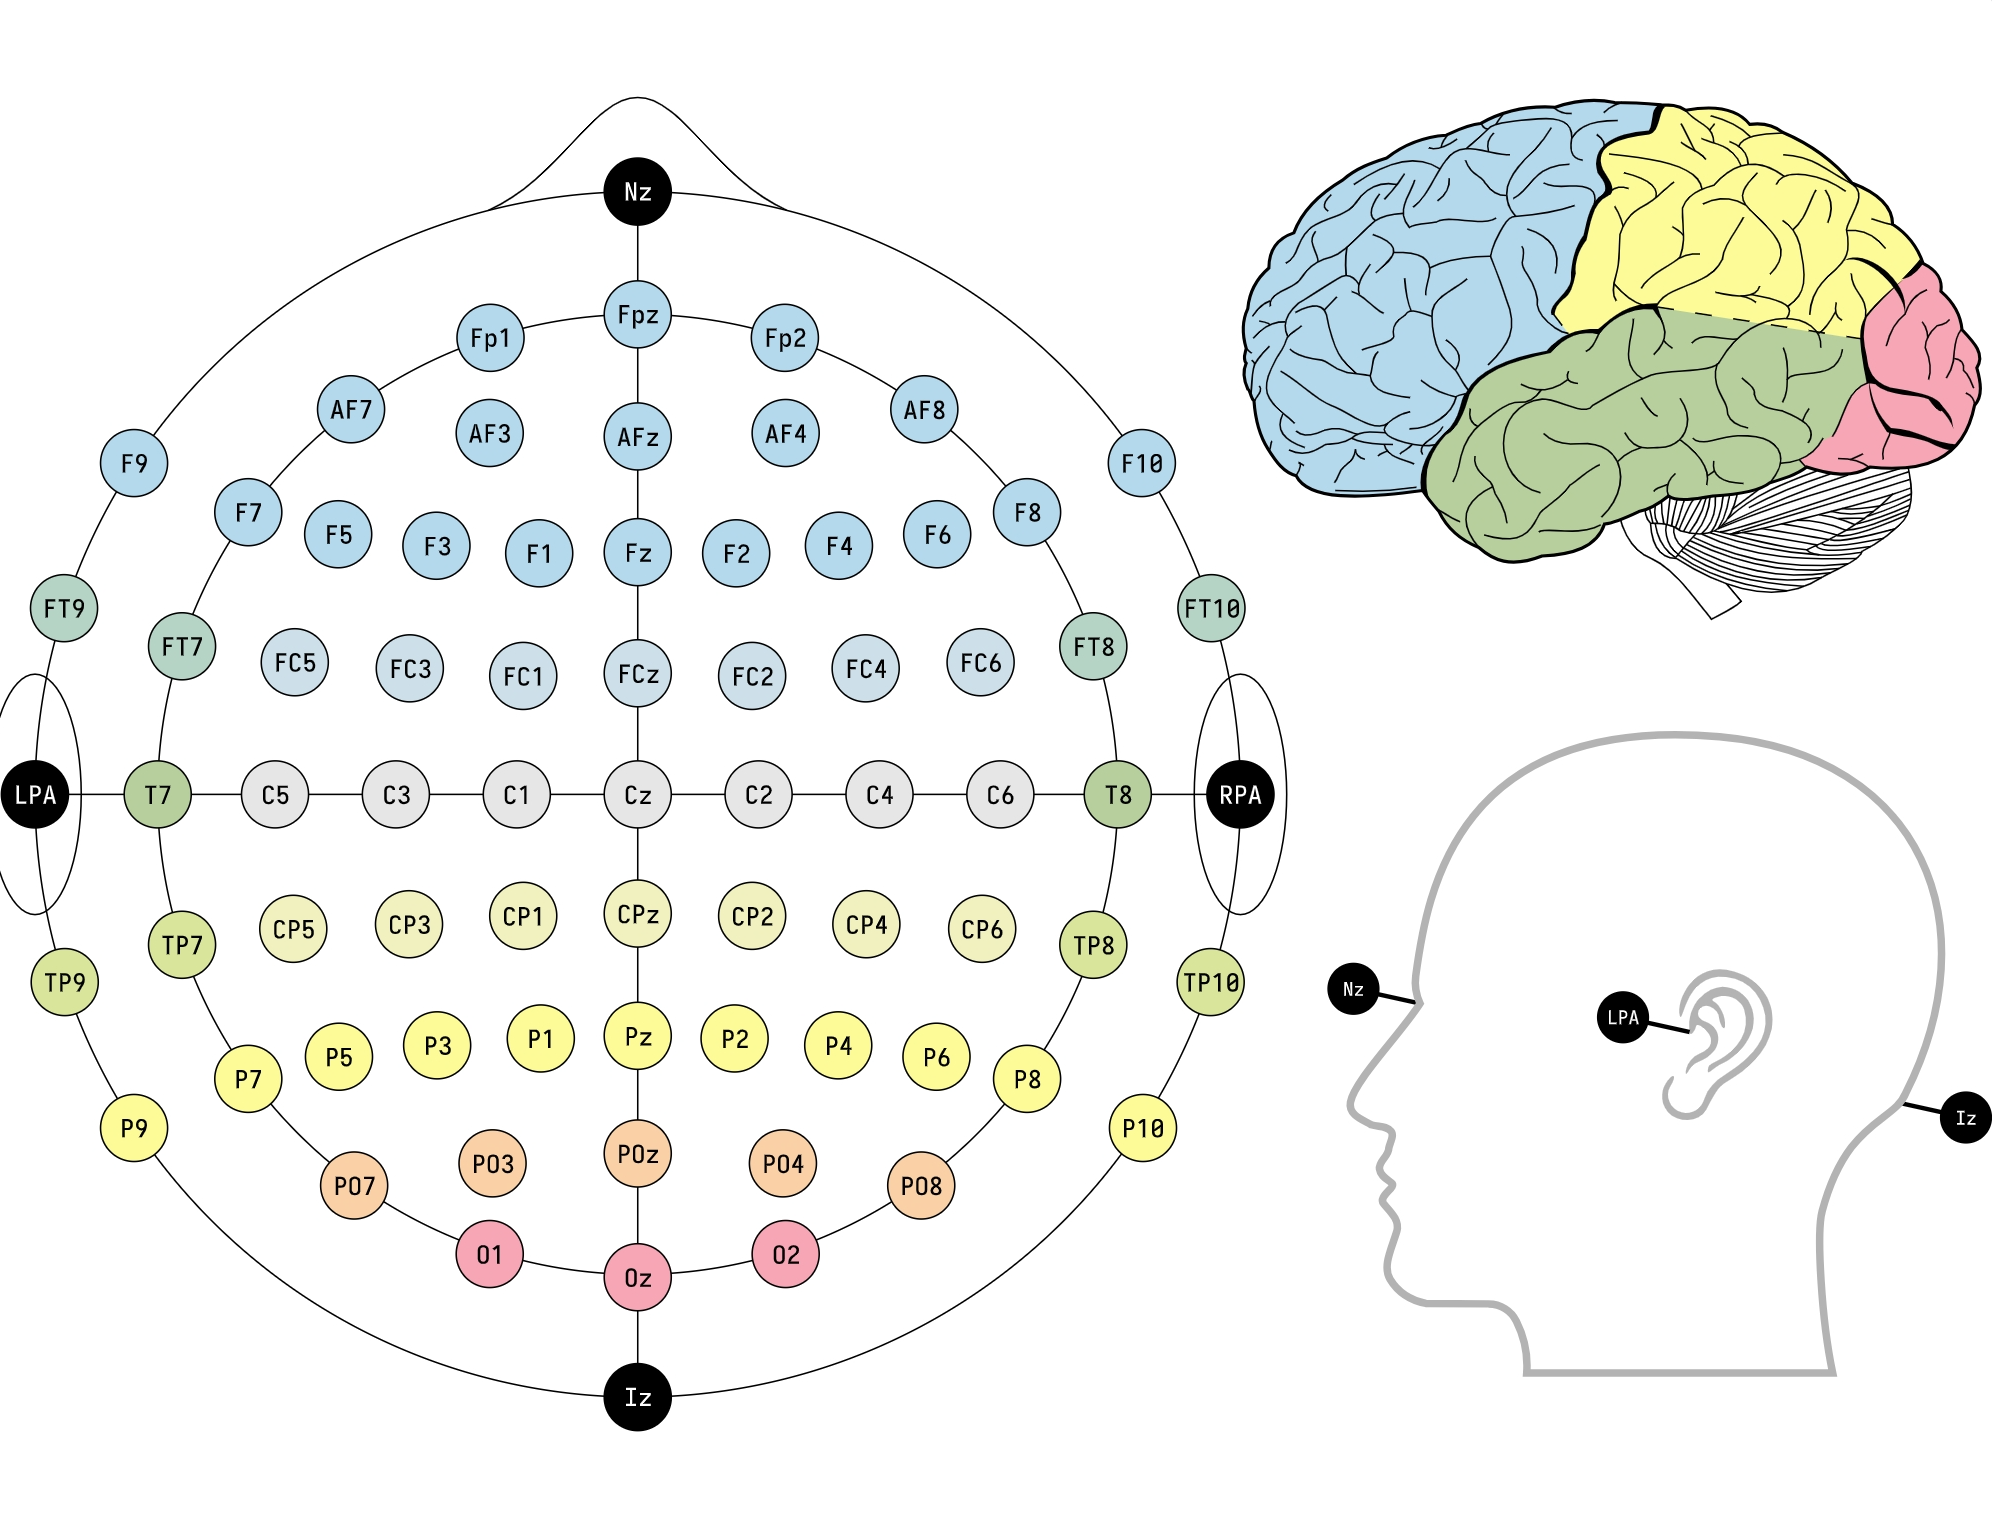 Nz
Fp1 Fpz Fp2
AF7 AF3 AFz AF4 AF8
F9 F7 F5 F3 F1 Fz F2 F4 F6 F8 F10
FT9 FT7 FC5 FC3 FC1 FCz FC2 FC4 FC6 FT8 FT10
LPA T7 C5 C3 C1 Cz C2 C4 C6 T8 RPA
TP9 TP7 CP5 CP3 CP1 CPz CP2 CP4 CP6 TP8 TP10
P9 P7 P5 P3 P1 Pz P2 P4 P6 P8 P10
PO7 PO3 POz PO4 PO8
O1 Oz O2
Iz
Nz LPA Iz